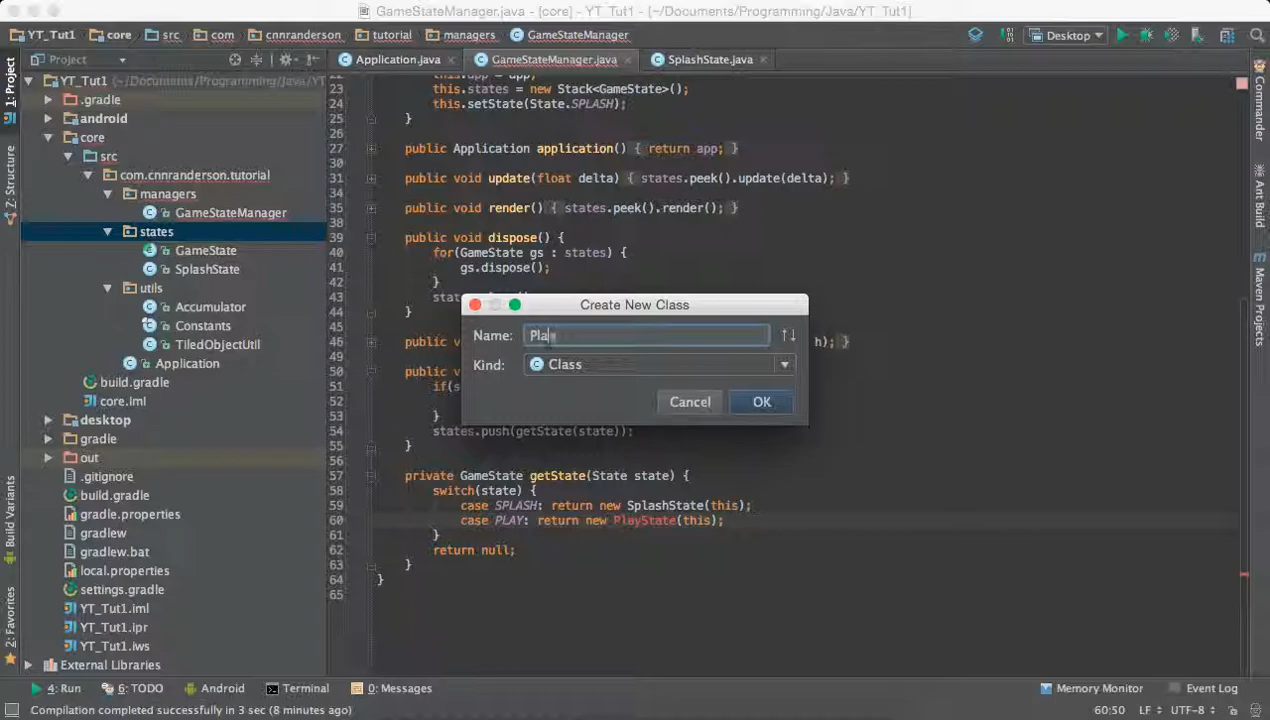 GameStateManager.java - [core] - [~/Documents/Programming/Java/YT_Tut1]
YT_Tut1 core src com cnnranderson tutorial managers GameStateManager Desktop
Project Application.java GameStateManager.java SplashState.java
1: Project
Z: Structure
Build Variants
2: Favorites
YT_Tut1 (~/Documents/Programming/Java/YT
.gradle
android
core
src
com.cnnranderson.tutorial
managers
GameStateManager
states
GameState
SplashState
utils
Accumulator
Constants
TiledObjectUtil
Application
build.gradle
core.iml
desktop
gradle
out
.gitignore
build.gradle
gradle.properties
gradlew
gradlew.bat
local.properties
settings.gradle
YT_Tut1.iml
YT_Tut1.ipr
YT_Tut1.iws
External Libraries
22 this.app = app;
23 this.states = new Stack<GameState>();
24 this.setState(State.SPLASH);
25 }
26
27 public Application application() { return app; }
30
31 public void update(float delta) { states.peek().update(delta); }
34
35 public void render() { states.peek().render(); }
38
39 public void dispose() {
40 for(GameState gs : states) {
41 gs.dispose();
42 }
43 stat
44 }
45
46 public v h); }
49
50 public v
51 if(s
52
53 }
54 states.push(getState(state));
55 }
56
57 private GameState getState(State state) {
58 switch(state) {
59 case SPLASH: return new SplashState(this);
60 case PLAY: return new PlayState(this);
61 }
62 return null;
63 }
64 }
65
Create New Class
Name: Pla
Kind: Class
Cancel OK
Commander
Ant Build
Maven Projects
4: Run 6: TODO Android Terminal 0: Messages Memory Monitor Event Log
Compilation completed successfully in 3 sec (8 minutes ago) 60:50 LF UTF-8